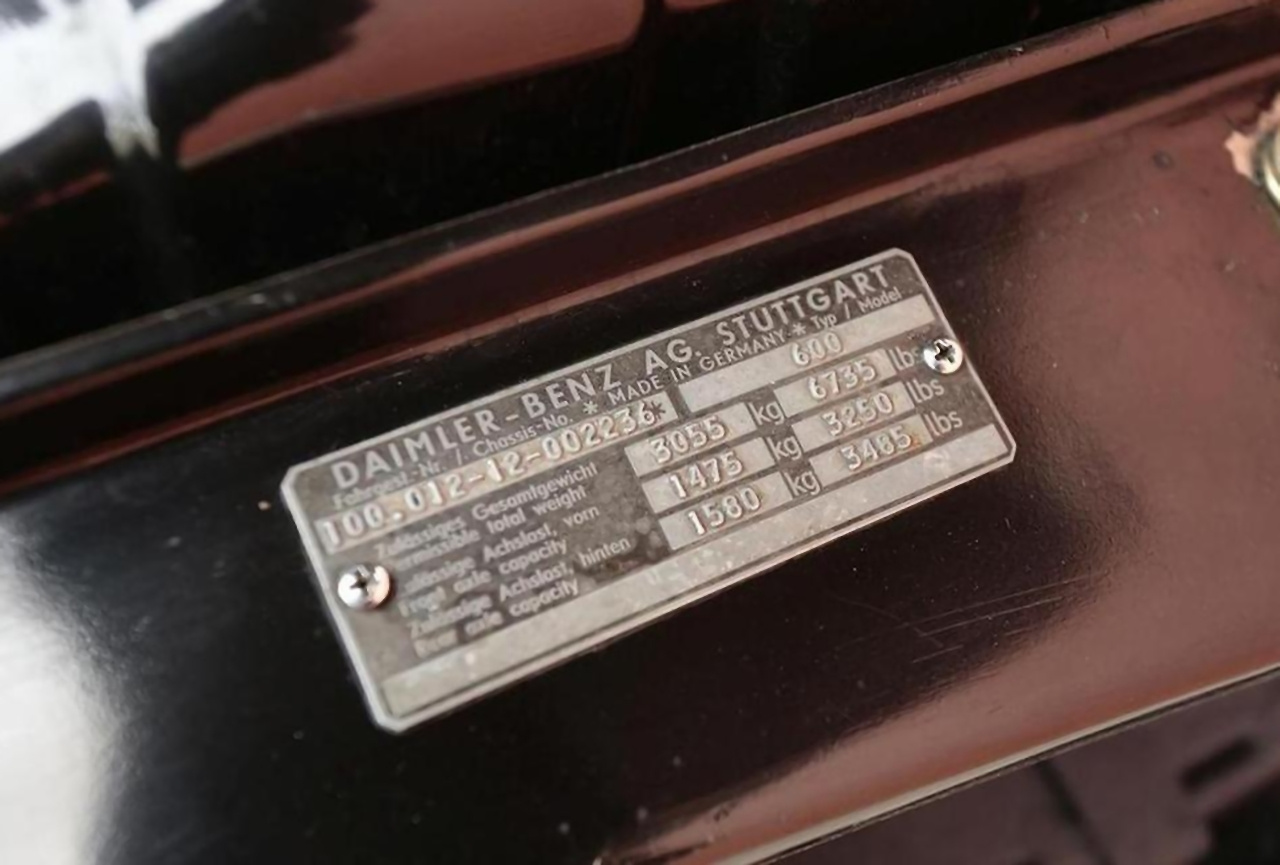 DAIMLER-BENZ AG. STUTTGART
Fahrgest.-Nr. / Chassis-No. * MADE IN GERMANY * Typ / Model
100.012-12-002236* 600
Zulässiges Gesamtgewicht
Permissible total weight 3055 kg 6735 lbs
Zulässige Achslast, vorn
Front axle capacity 1475 kg 3250 lbs
Zulässige Achslast, hinten
Rear axle capacity 1580 kg 3485 lbs